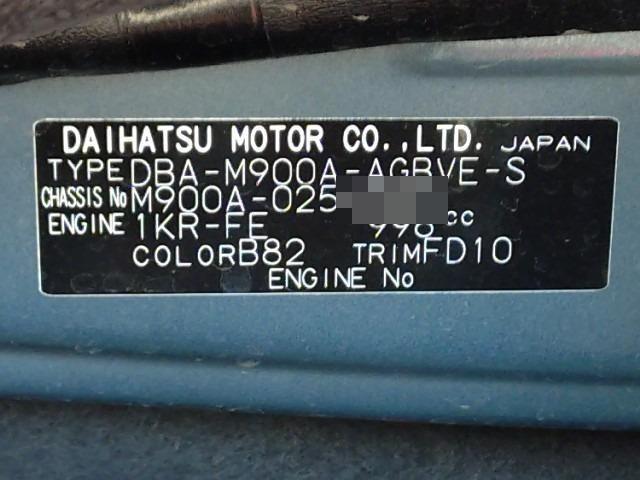 DAIHATSU MOTOR CO.,LTD. JAPAN
TYPE DBA-M900A-AGBVE-S
CHASSIS No M900A-025
ENGINE 1KR-FE 996cc
COLOR B82 TRIM FD10
ENGINE No